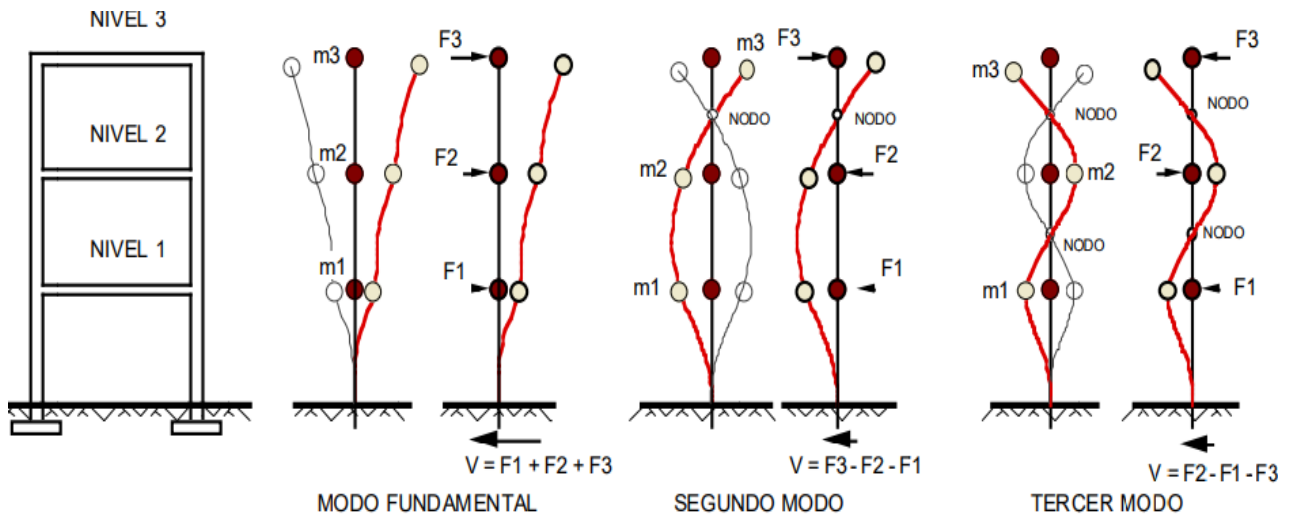 NIVEL 3
NIVEL 2
NIVEL 1
m3
m2
m1
F3
F2
F1
V = F1 + F2 + F3
MODO FUNDAMENTAL
m3
NODO
m2
m1
F3
NODO
F2
F1
V = F3 - F2 - F1
SEGUNDO MODO
m3
NODO
m2
NODO
m1
F3
NODO
F2
NODO
F1
V = F2 - F1 - F3
TERCER MODO